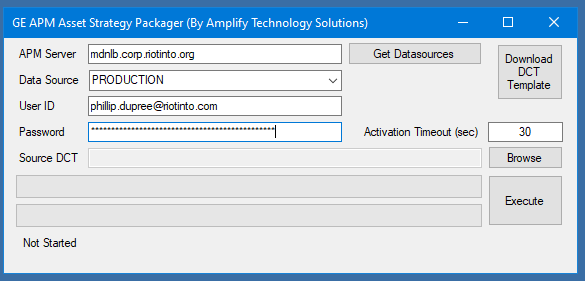 GE APM Asset Strategy Packager (By Amplify Technology Solutions)
APM Server mdnlb.corp.riotinto.org Get Datasources
Download DCT Template
Data Source PRODUCTION
User ID phillip.dupree@riotinto.com
Password ************************************************ Activation Timeout (sec) 30
Source DCT Browse
Execute
Not Started